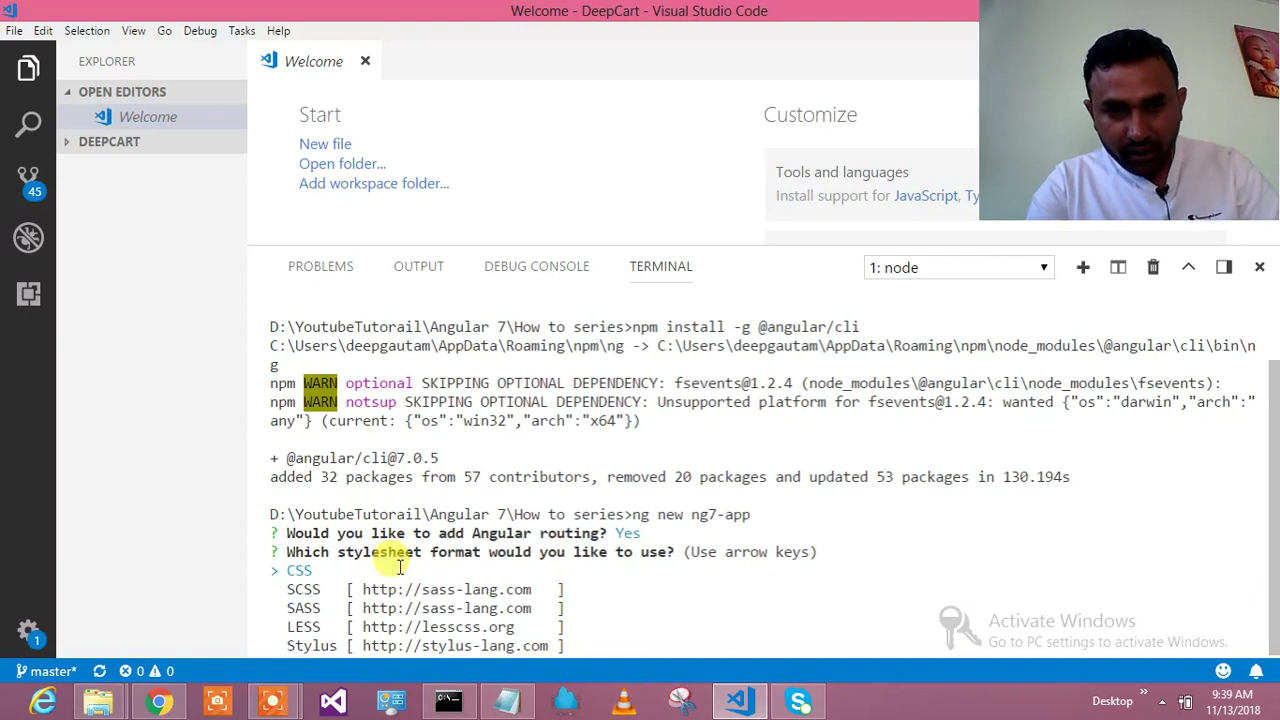 Welcome - DeepCart - Visual Studio Code
File Edit Selection View Go Debug Tasks Help
EXPLORER
OPEN EDITORS
Welcome
DEEPCART
45
1
Welcome
Start
New file
Open folder...
Add workspace folder...
Customize
Tools and languages
Install support for JavaScript, Ty
PROBLEMS OUTPUT DEBUG CONSOLE TERMINAL 1: node
D:\YoutubeTutorail\Angular 7\How to series>npm install -g @angular/cli
C:\Users\deepgautam\AppData\Roaming\npm\ng -> C:\Users\deepgautam\AppData\Roaming\npm\node_modules\@angular\cli\bin\n
g
npm WARN optional SKIPPING OPTIONAL DEPENDENCY: fsevents@1.2.4 (node_modules\@angular\cli\node_modules\fsevents):
npm WARN notsup SKIPPING OPTIONAL DEPENDENCY: Unsupported platform for fsevents@1.2.4: wanted {"os":"darwin","arch":"
any"} (current: {"os":"win32","arch":"x64"})
+ @angular/cli@7.0.5
added 32 packages from 57 contributors, removed 20 packages and updated 53 packages in 130.194s
D:\YoutubeTutorail\Angular 7\How to series>ng new ng7-app
? Would you like to add Angular routing? Yes
? Which stylesheet format would you like to use? (Use arrow keys)
> CSS
SCSS [ http://sass-lang.com ]
SASS [ http://sass-lang.com ]
LESS [ http://lesscss.org ]
Stylus [ http://stylus-lang.com ]
Activate Windows
Go to PC settings to activate Windows.
master* 0 0
Desktop
9:39 AM
11/13/2018